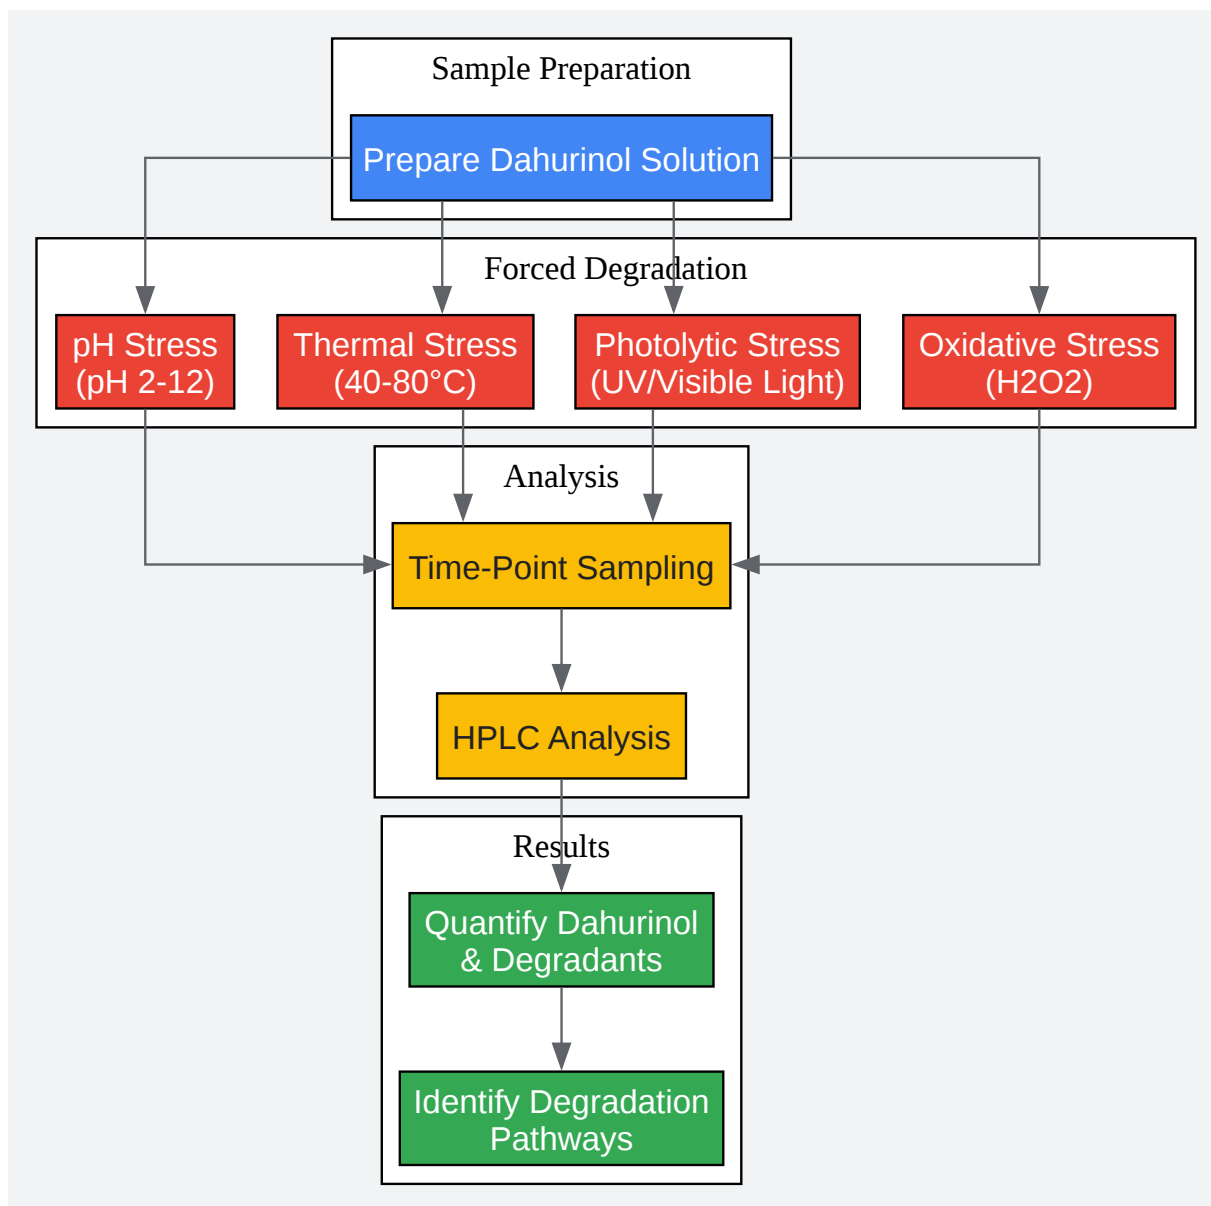 Sample Preparation
Prepare Dahurinol Solution
Forced Degradation
pH Stress
(pH 2-12)
Thermal Stress
(40-80°C)
Photolytic Stress
(UV/Visible Light)
Oxidative Stress
(H2O2)
Analysis
Time-Point Sampling
HPLC Analysis
Results
Quantify Dahurinol
& Degradants
Identify Degradation
Pathways